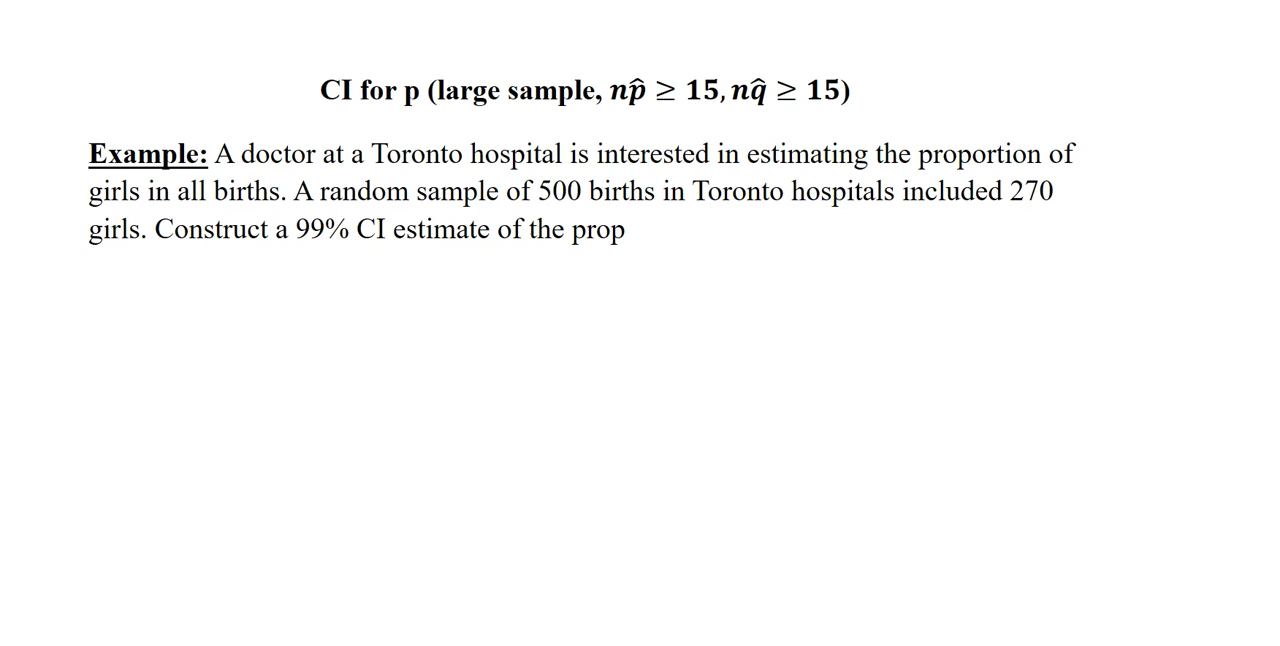 CI for p (large sample, np̂ ≥ 15, nq̂ ≥ 15)
Example: A doctor at a Toronto hospital is interested in estimating the proportion of
girls in all births. A random sample of 500 births in Toronto hospitals included 270
girls. Construct a 99% CI estimate of the prop